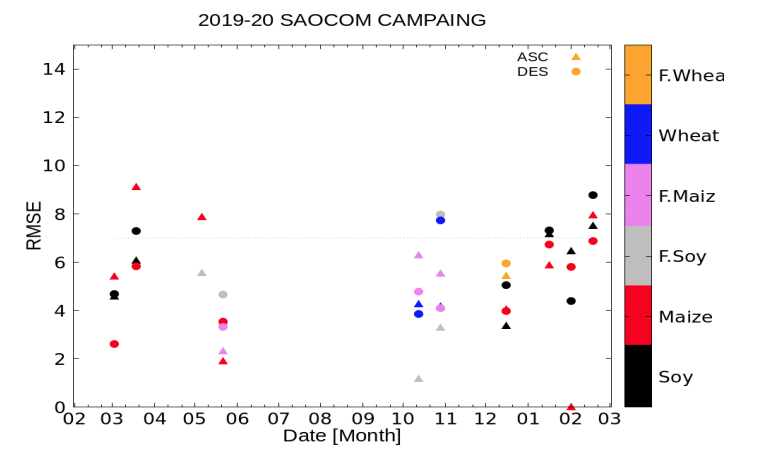 2019-20 SAOCOM CAMPAING
ASC
DES
14
12
10
8
6
4
2
0
RMSE
02 03 04 05 06 07 08 09 10 11 12 01 02 03
Date [Month]
F.Whea
Wheat
F.Maiz
F.Soy
Maize
Soy